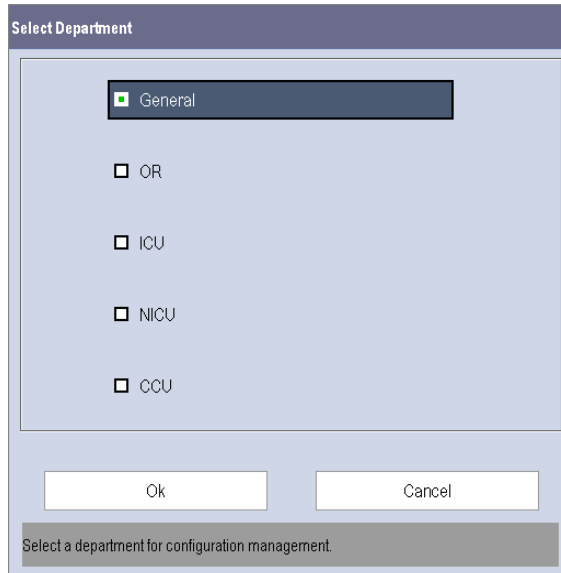 Select Department
General
OR
ICU
NICU
CCU
Ok Cancel
Select a department for configuration management.